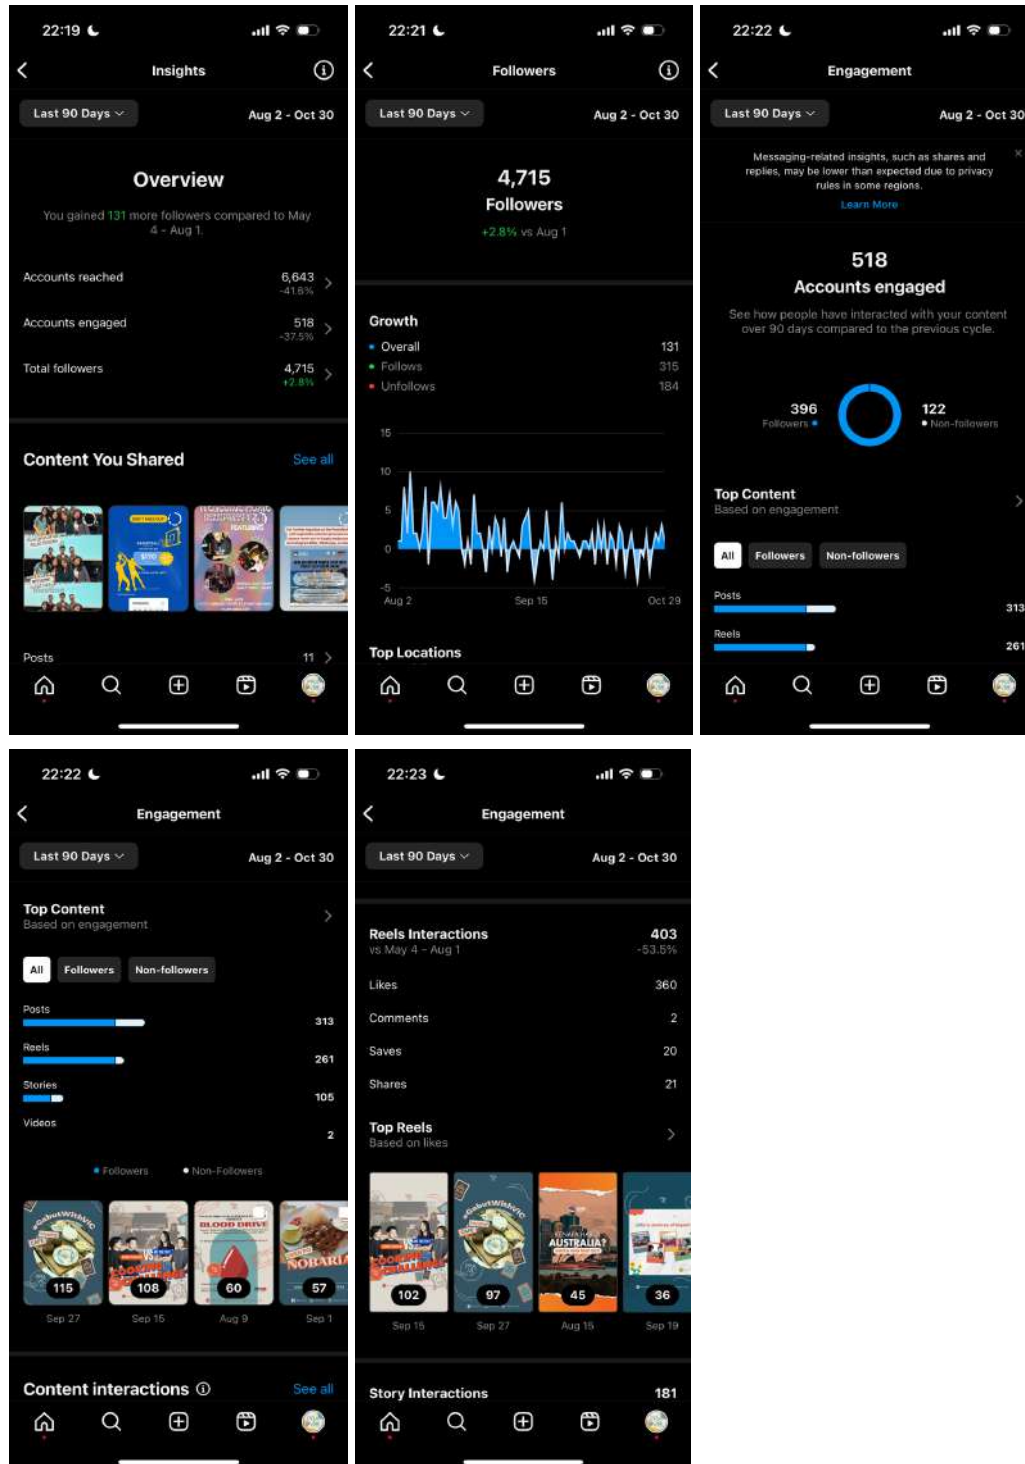 22:19
Insights
Last 90 Days
Aug 2 - Oct 30
Overview
You gained 131 more followers compared to May
4 – Aug 1.
Accounts reached
6,643
-41.6%
Accounts engaged
518
-37.5%
Total followers
4,715
+2.8%
Content You Shared
See all
Posts
11
22:21
Followers
Last 90 Days
Aug 2 - Oct 30
4,715
Followers
+2.8% vs Aug 1
Growth
Overall
131
Follows
315
Unfollows
184
15
10
5
0
-5
Aug 2
Sep 15
Oct 29
Top Locations
22:22
Engagement
Last 90 Days
Aug 2 - Oct 30
Messaging-related insights, such as shares and
replies, may be lower than expected due to privacy
rules in some regions.
Learn More
518
Accounts engaged
See how people have interacted with your content
over 90 days compared to the previous cycle.
396
Followers
122
Non-followers
Top Content
Based on engagement
All
Followers
Non-followers
Posts
313
Reels
261
22:22
Engagement
Last 90 Days
Aug 2 - Oct 30
Top Content
Based on engagement
All
Followers
Non-followers
Posts
313
Reels
261
Stories
105
Videos
2
Followers
Non-Followers
#GabutWithVIC
115
COOKING
CHALLENGE
108
BLOOD DRIVE
60
57
Sep 27
Sep 15
Aug 9
Sep 1
Content interactions
See all
22:23
Engagement
Last 90 Days
Aug 2 - Oct 30
Reels Interactions
403
vs May 4 – Aug 1
-53.5%
Likes
360
Comments
2
Saves
20
Shares
21
Top Reels
Based on likes
102
#GabutWithVIC
97
AUSTRALIA?
45
36
Sep 15
Sep 27
Aug 15
Sep 19
Story Interactions
181